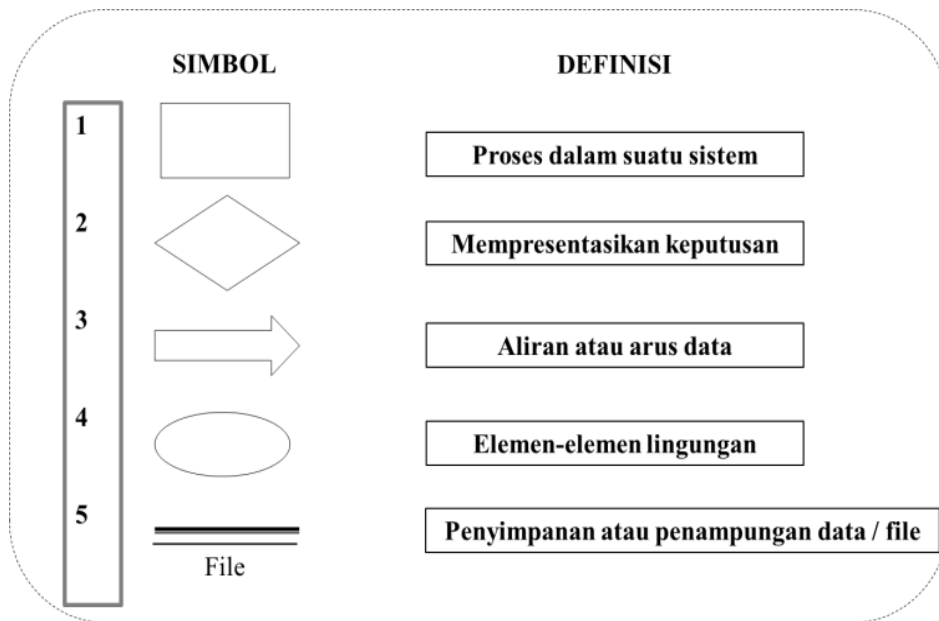 SIMBOL DEFINISI
1 Proses dalam suatu sistem
2 Mempresentasikan keputusan
3 Aliran atau arus data
4 Elemen-elemen lingungan
5 Penyimpanan atau penampungan data / file
File